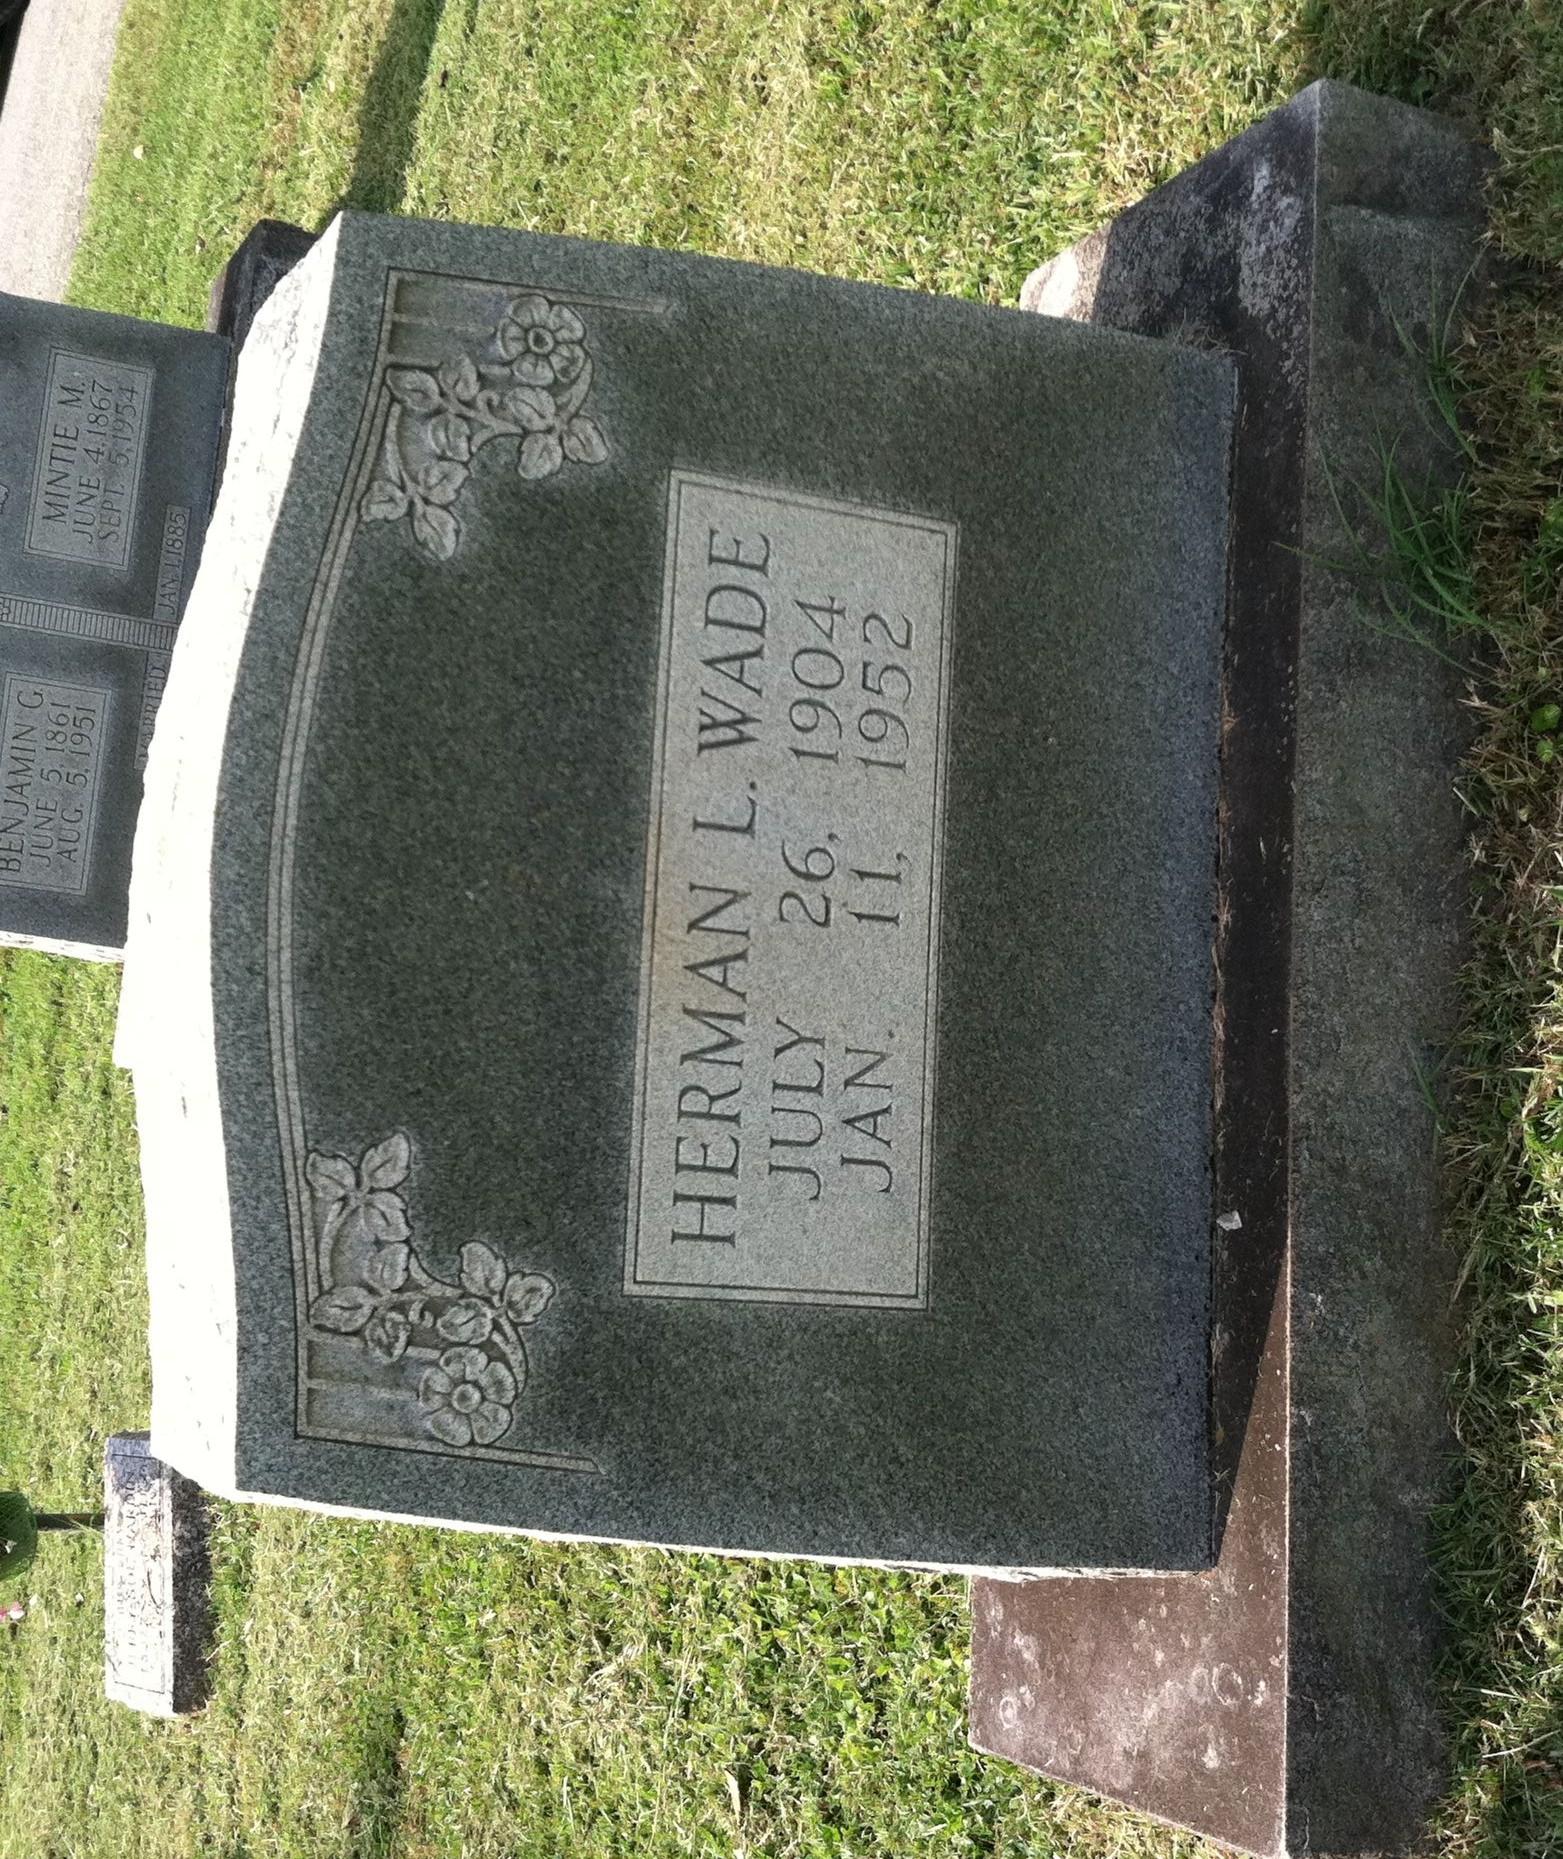 HERMAN L. WADE
JULY 26, 1904
JAN. 11, 1952
BENJAMIN G
JUNE 5, 1861
AUG. 5, 1951
MINTIE M.
JUNE 4, 1867
SEPT. 5, 1954
MARRIED JAN 1, 1885